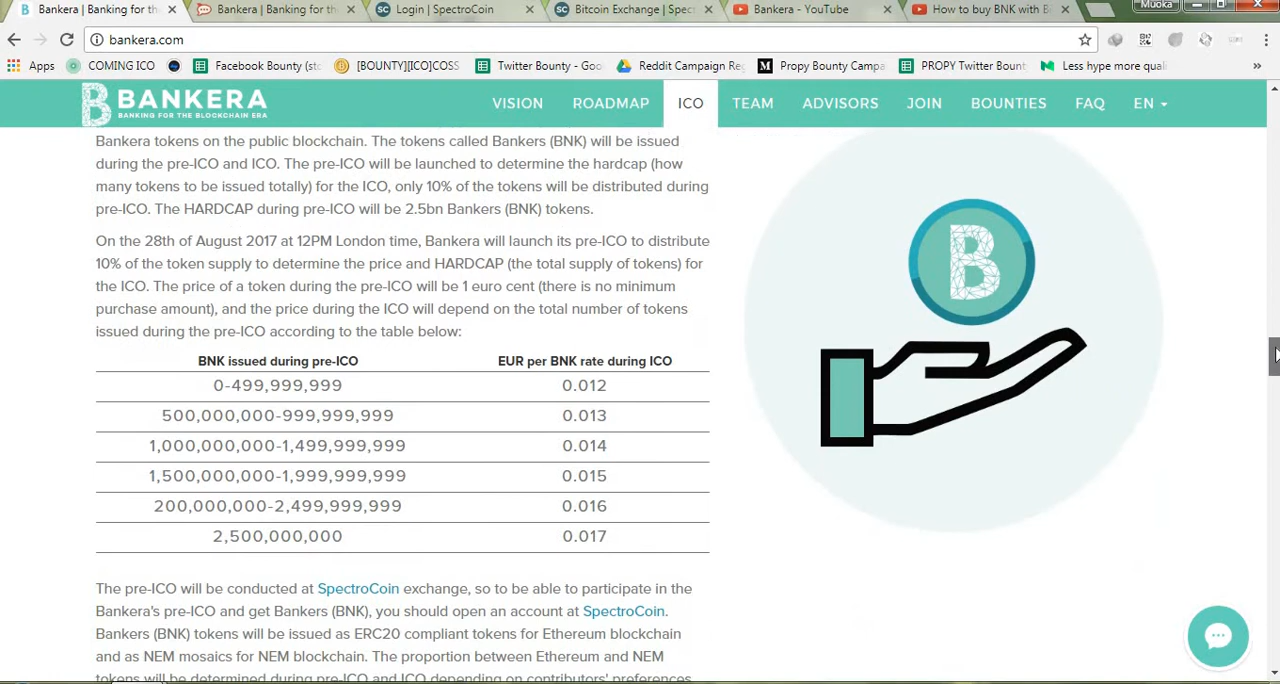 Bankera | Banking for th
Bankera | Banking for th
Login | SpectroCoin
Bitcoin Exchange | Spect
Bankera - YouTube
How to buy BNK with B
Muoka
bankera.com
Apps
COMING ICO
Facebook Bounty (sto
[BOUNTY][ICO]COSS
Twitter Bounty - Goo
Reddit Campaign Reg
Propy Bounty Campa
PROPY Twitter Bount
Less hype more qual
»
BANKERA
BANKING FOR THE BLOCKCHAIN ERA
VISION
ROADMAP
ICO
TEAM
ADVISORS
JOIN
BOUNTIES
FAQ
EN
Bankera tokens on the public blockchain. The tokens called Bankers (BNK) will be issued
during the pre-ICO and ICO. The pre-ICO will be launched to determine the hardcap (how
many tokens to be issued totally) for the ICO, only 10% of the tokens will be distributed during
pre-ICO. The HARDCAP during pre-ICO will be 2.5bn Bankers (BNK) tokens.
On the 28th of August 2017 at 12PM London time, Bankera will launch its pre-ICO to distribute
10% of the token supply to determine the price and HARDCAP (the total supply of tokens) for
the ICO. The price of a token during the pre-ICO will be 1 euro cent (there is no minimum
purchase amount), and the price during the ICO will depend on the total number of tokens
issued during the pre-ICO according to the table below:
BNK issued during pre-ICO EUR per BNK rate during ICO
0-499,999,999 0.012
500,000,000-999,999,999 0.013
1,000,000,000-1,499,999,999 0.014
1,500,000,000-1,999,999,999 0.015
200,000,000-2,499,999,999 0.016
2,500,000,000 0.017
The pre-ICO will be conducted at SpectroCoin exchange, so to be able to participate in the
Bankera's pre-ICO and get Bankers (BNK), you should open an account at SpectroCoin.
Bankers (BNK) tokens will be issued as ERC20 compliant tokens for Ethereum blockchain
and as NEM mosaics for NEM blockchain. The proportion between Ethereum and NEM
tokens will be determined during pre-ICO and ICO depending on contributors' preferences